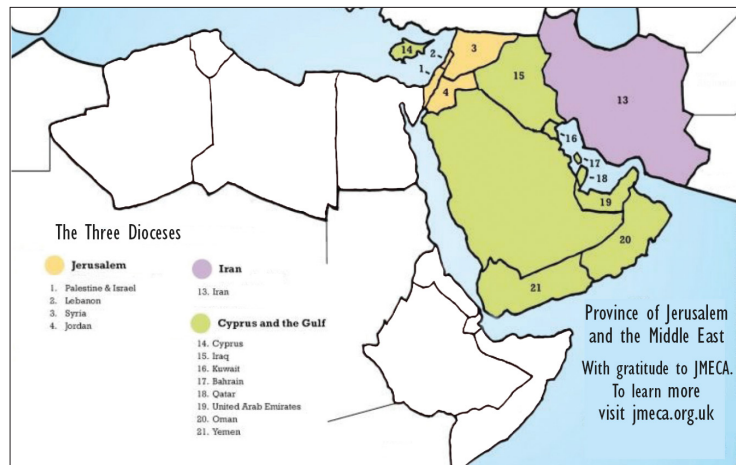 14
2
3
1
4
15
13
16
17
18
19
20
21
The Three Dioceses
Jerusalem
1. Palestine & Israel
2. Lebanon
3. Syria
4. Jordan
Iran
13. Iran
Cyprus and the Gulf
14. Cyprus
15. Iraq
16. Kuwait
17. Bahrain
18. Qatar
19. United Arab Emirates
20. Oman
21. Yemen
Province of Jerusalem
and the Middle East
With gratitude to JMECA.
To learn more
visit jmeca.org.uk